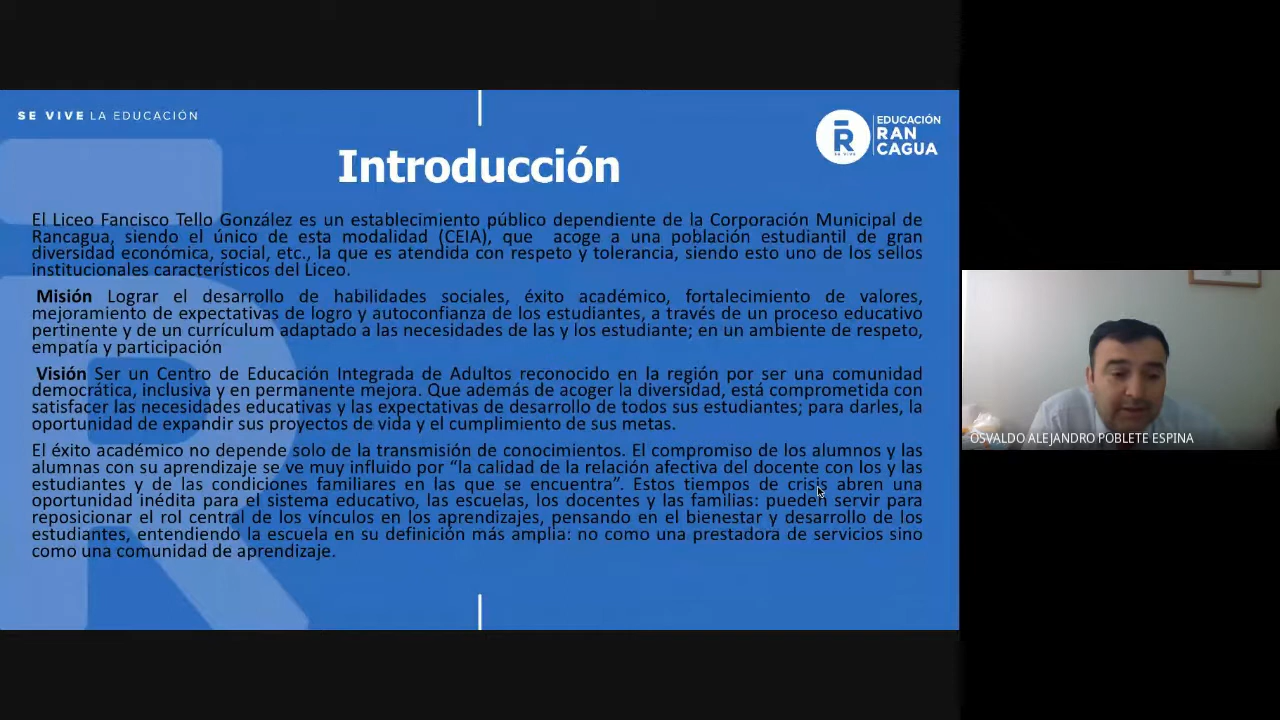 SE VIVE LA EDUCACIÓN
R
SE VIVE
EDUCACIÓN
RAN
CAGUA
Introducción
El Liceo Fancisco Tello González es un establecimiento público dependiente de la Corporación Municipal de
Rancagua, siendo el único de esta modalidad (CEIA), que acoge a una población estudiantil de gran
diversidad económica, social, etc., la que es atendida con respeto y tolerancia, siendo esto uno de los sellos
institucionales característicos del Liceo.
Misión Lograr el desarrollo de habilidades sociales, éxito académico, fortalecimiento de valores,
mejoramiento de expectativas de logro y autoconfianza de los estudiantes, a través de un proceso educativo
pertinente y de un currículum adaptado a las necesidades de las y los estudiante; en un ambiente de respeto,
empatía y participación
Visión Ser un Centro de Educación Integrada de Adultos reconocido en la región por ser una comunidad
democrática, inclusiva y en permanente mejora. Que además de acoger la diversidad, está comprometida con
satisfacer las necesidades educativas y las expectativas de desarrollo de todos sus estudiantes; para darles, la
oportunidad de expandir sus proyectos de vida y el cumplimiento de sus metas.
El éxito académico no depende solo de la transmisión de conocimientos. El compromiso de los alumnos y las
alumnas con su aprendizaje se ve muy influido por “la calidad de la relación afectiva del docente con los y las
estudiantes y de las condiciones familiares en las que se encuentra”. Estos tiempos de crisis abren una
oportunidad inédita para el sistema educativo, las escuelas, los docentes y las familias: pueden servir para
reposicionar el rol central de los vínculos en los aprendizajes, pensando en el bienestar y desarrollo de los
estudiantes, entendiendo la escuela en su definición más amplia: no como una prestadora de servicios sino
como una comunidad de aprendizaje.
OSVALDO ALEJANDRO POBLETE ESPINA